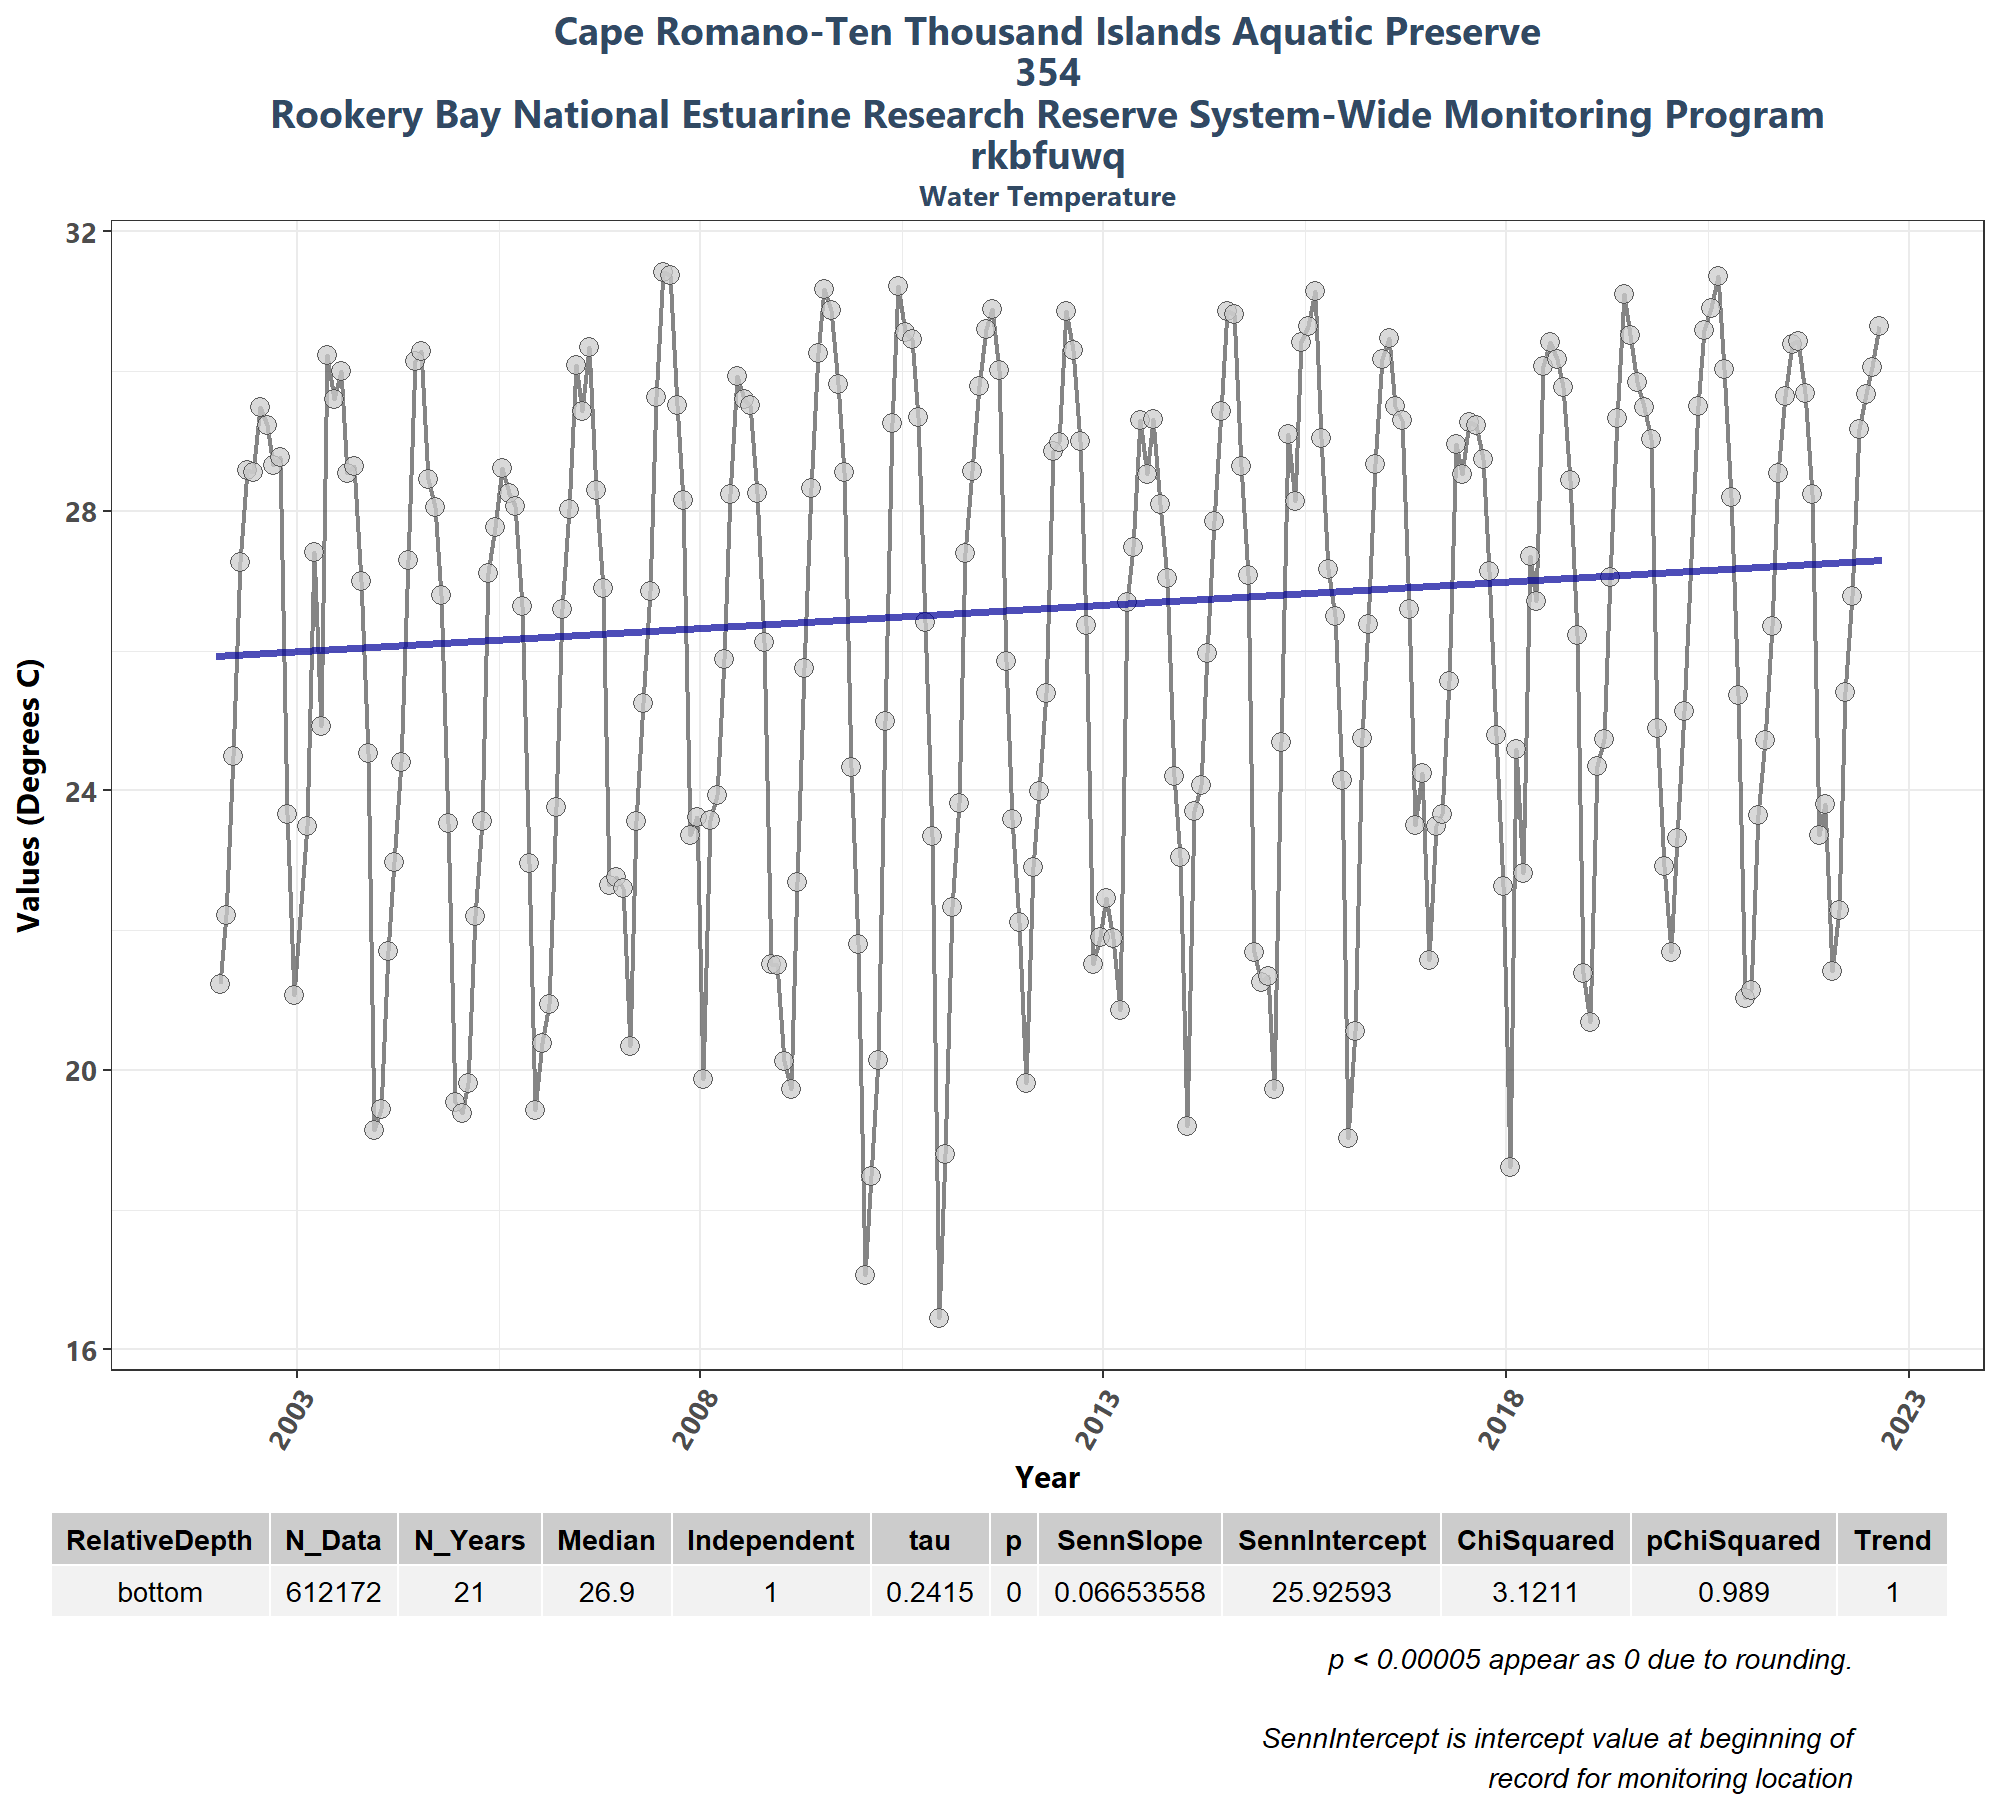 Cape Romano-Ten Thousand Islands Aquatic Preserve
354
Rookery Bay National Estuarine Research Reserve System-Wide Monitoring Program
rkbfuwq
Water Temperature
32
28
24
20
16
Values (Degrees C)
2003 2008 2013 2018 2023
Year
RelativeDepth N_Data N_Years Median Independent tau p SennSlope SennIntercept ChiSquared pChiSquared Trend
bottom 612172 21 26.9 1 0.2415 0 0.06653558 25.92593 3.1211 0.989 1
p < 0.00005 appear as 0 due to rounding.
SennIntercept is intercept value at beginning of
record for monitoring location